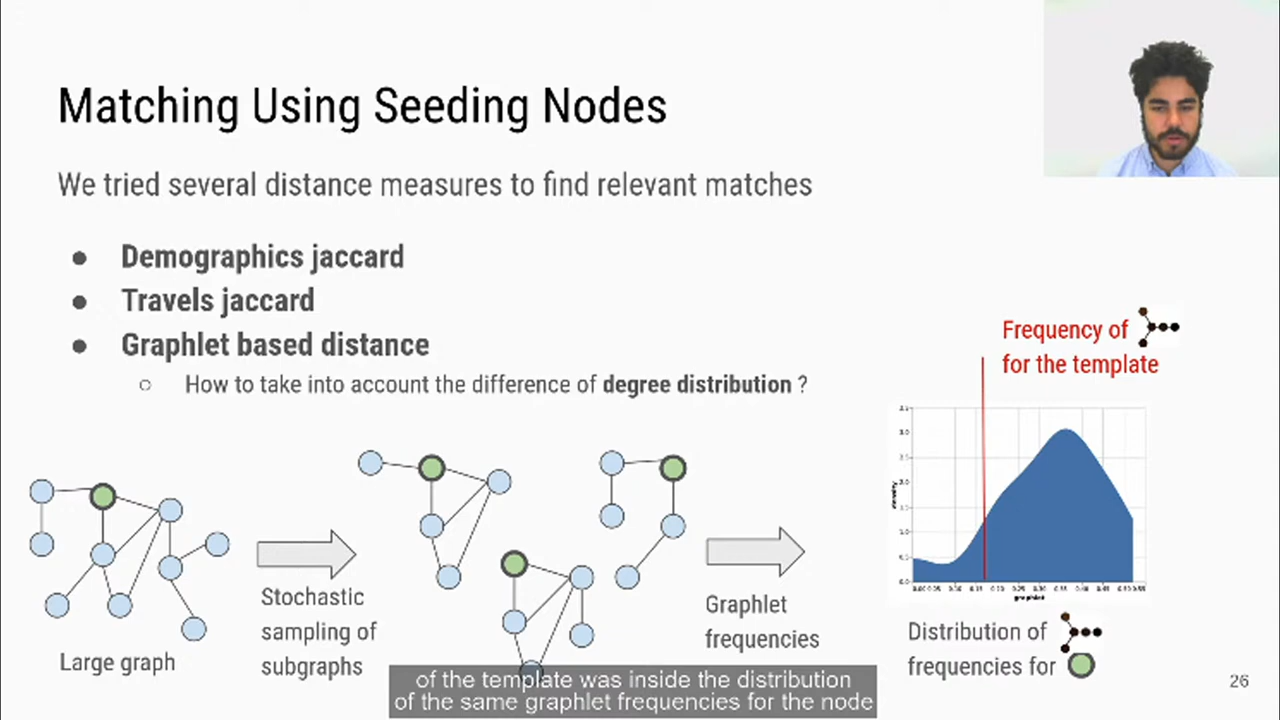 Matching Using Seeding Nodes
We tried several distance measures to find relevant matches
● Demographics jaccard
● Travels jaccard
● Graphlet based distance
○ How to take into account the difference of degree distribution ?
Frequency of
for the template
Large graph
Stochastic
sampling of
subgraphs
Graphlet
frequencies
density
graphlet
Distribution of
frequencies for
of the template was inside the distribution
of the same graphlet frequencies for the node
26